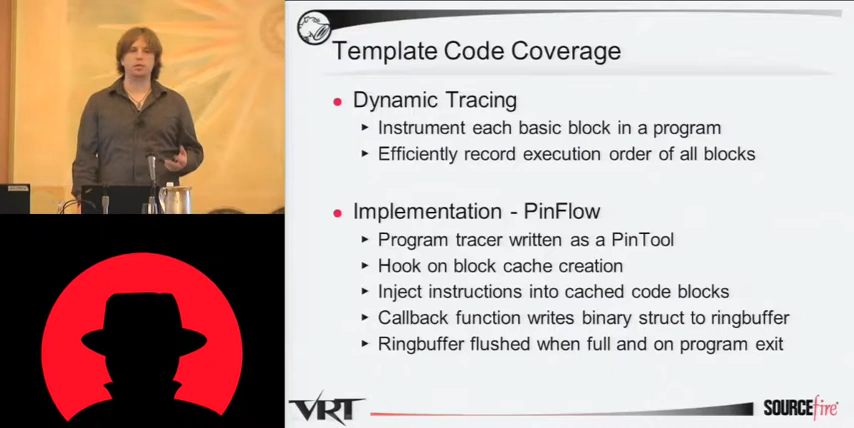 Template Code Coverage
Dynamic Tracing
Instrument each basic block in a program
Efficiently record execution order of all blocks
Implementation - PinFlow
Program tracer written as a PinTool
Hook on block cache creation
Inject instructions into cached code blocks
Callback function writes binary struct to ringbuffer
Ringbuffer flushed when full and on program exit
VRT
SOURCEfire